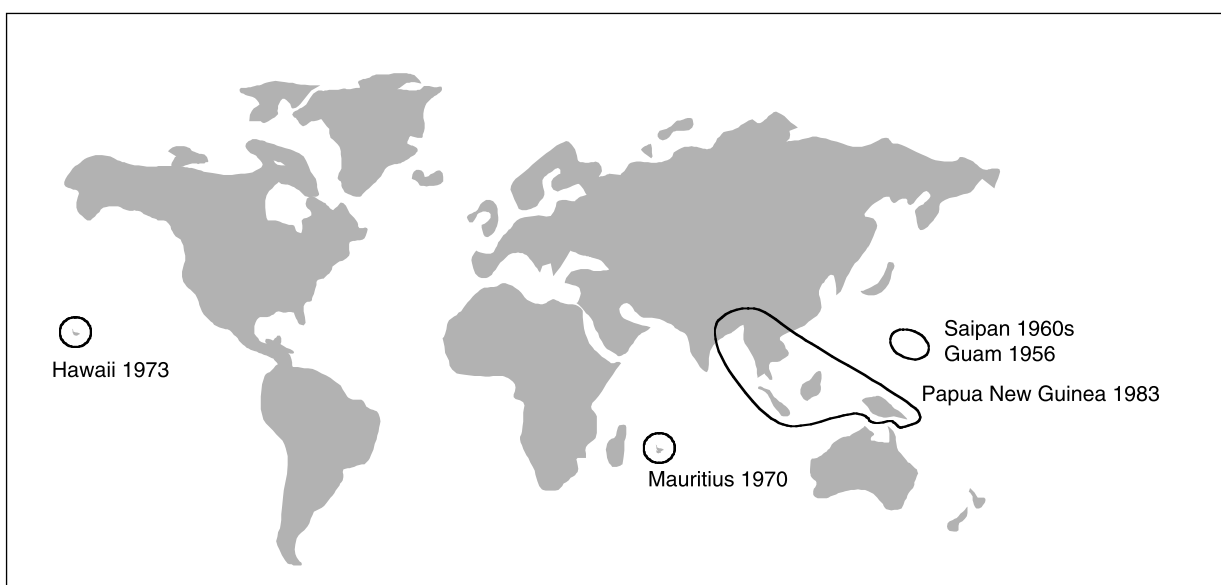 Saipan 1960s
Guam 1956
Hawaii 1973
Papua New Guinea 1983
Mauritius 1970